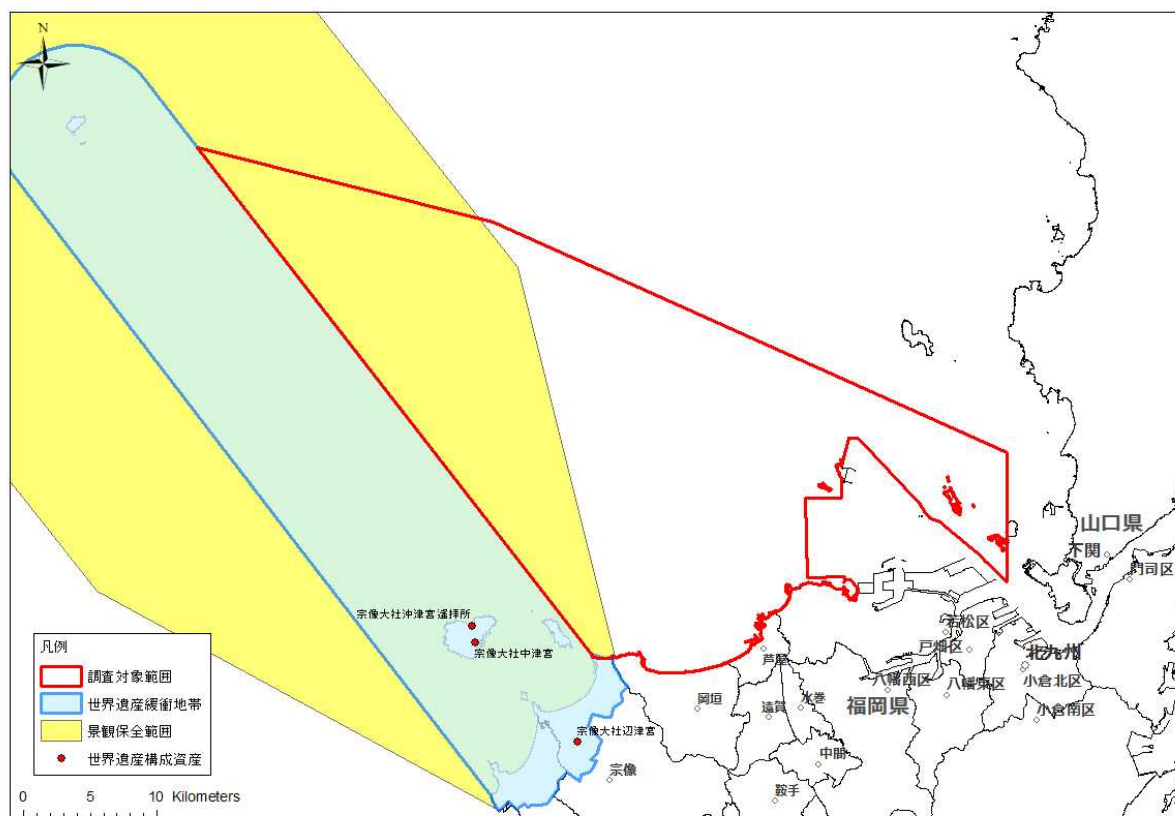 N
宗像大社沖津宮遥拝所
宗像大社中津宮
宗像大社辺津宮
山口県
下関
門司区
若松区
戸畑区
北九州
八幡西区
八幡東区
小倉北区
小倉南区
福岡県
芦屋
岡垣
遠賀
水巻
中間
宗像
鞍手
凡例
調査対象範囲
世界遺産緩衝地帯
景観保全範囲
世界遺産構成資産
0 5 10 Kilometers